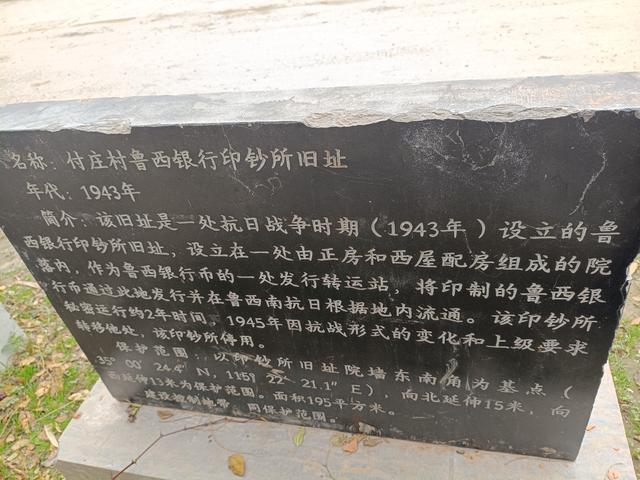 名称：付庄村鲁西银行印钞所旧址
年代：1943年
简介：该旧址是一处抗日战争时期（1943年）设立的鲁
西银行印钞所旧址，设立在一处由正房和西屋配房组成的院
落内，作为鲁西银行币的一处发行转运站，将印制的鲁西银
行币通过此地发行并在鲁西南抗日根据地内流通。该印钞所
秘密运行约2年时间，1945年因抗战形式的变化和上级要求
转移他处，该印钞所停用。
保护范围：以印钞所旧址院墙东南角为基点（
35° 00′ 24.4″ N，115° 22′ 21.1″ E），向北延伸15米，向
西延伸13米为保护范围。面积195平方米。
建设控制地带：同保护范围。